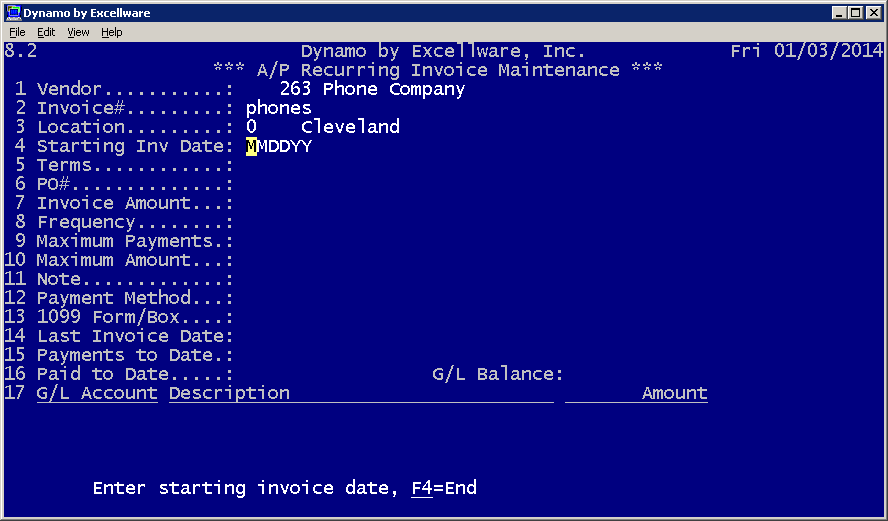 Dynamo by Excellware
File Edit View Help
8.2 Dynamo by Excellware, Inc. Fri 01/03/2014
*** A/P Recurring Invoice Maintenance ***
1 Vendor...........: 263 Phone Company
2 Invoice#.........: phones
3 Location.........: 0 Cleveland
4 Starting Inv Date: MMDDYY
5 Terms............:
6 PO#..............:
7 Invoice Amount...:
8 Frequency........:
9 Maximum Payments.:
10 Maximum Amount...:
11 Note.............:
12 Payment Method...:
13 1099 Form/Box....:
14 Last Invoice Date:
15 Payments to Date.:
16 Paid to Date.....: G/L Balance:
17 G/L Account Description Amount
Enter starting invoice date, F4=End